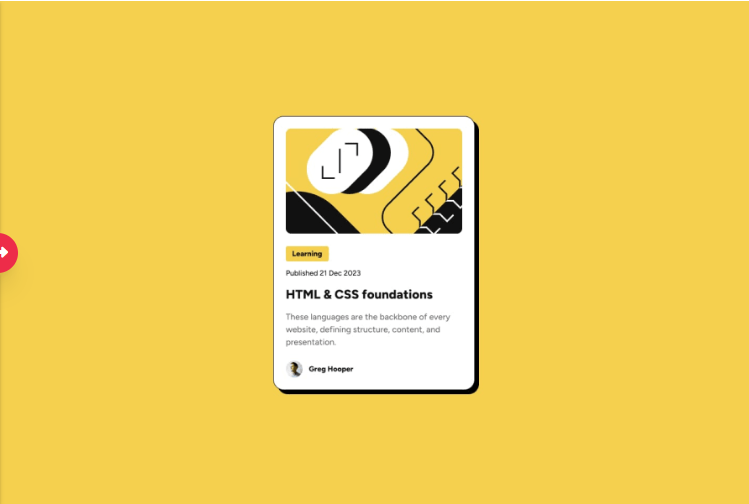 Learning
Published 21 Dec 2023
HTML & CSS foundations
These languages are the backbone of every
website, defining structure, content, and
presentation.
Greg Hooper